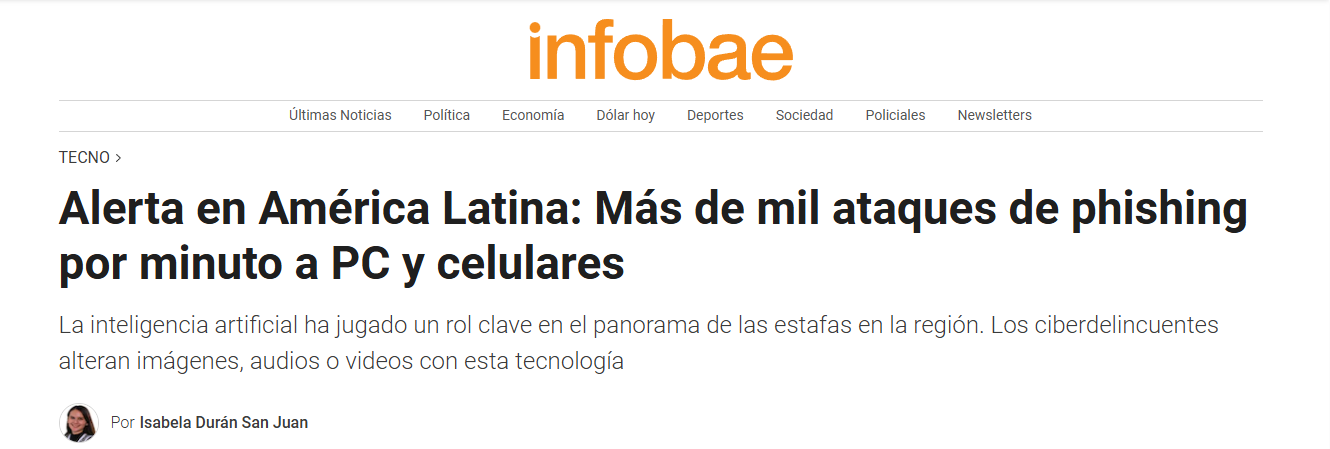 infobae
Últimas Noticias Política Economía Dólar hoy Deportes Sociedad Policiales Newsletters
TECNO >
Alerta en América Latina: Más de mil ataques de phishing
por minuto a PC y celulares
La inteligencia artificial ha jugado un rol clave en el panorama de las estafas en la región. Los ciberdelincuentes
alteran imágenes, audios o videos con esta tecnología
Por Isabela Durán San Juan